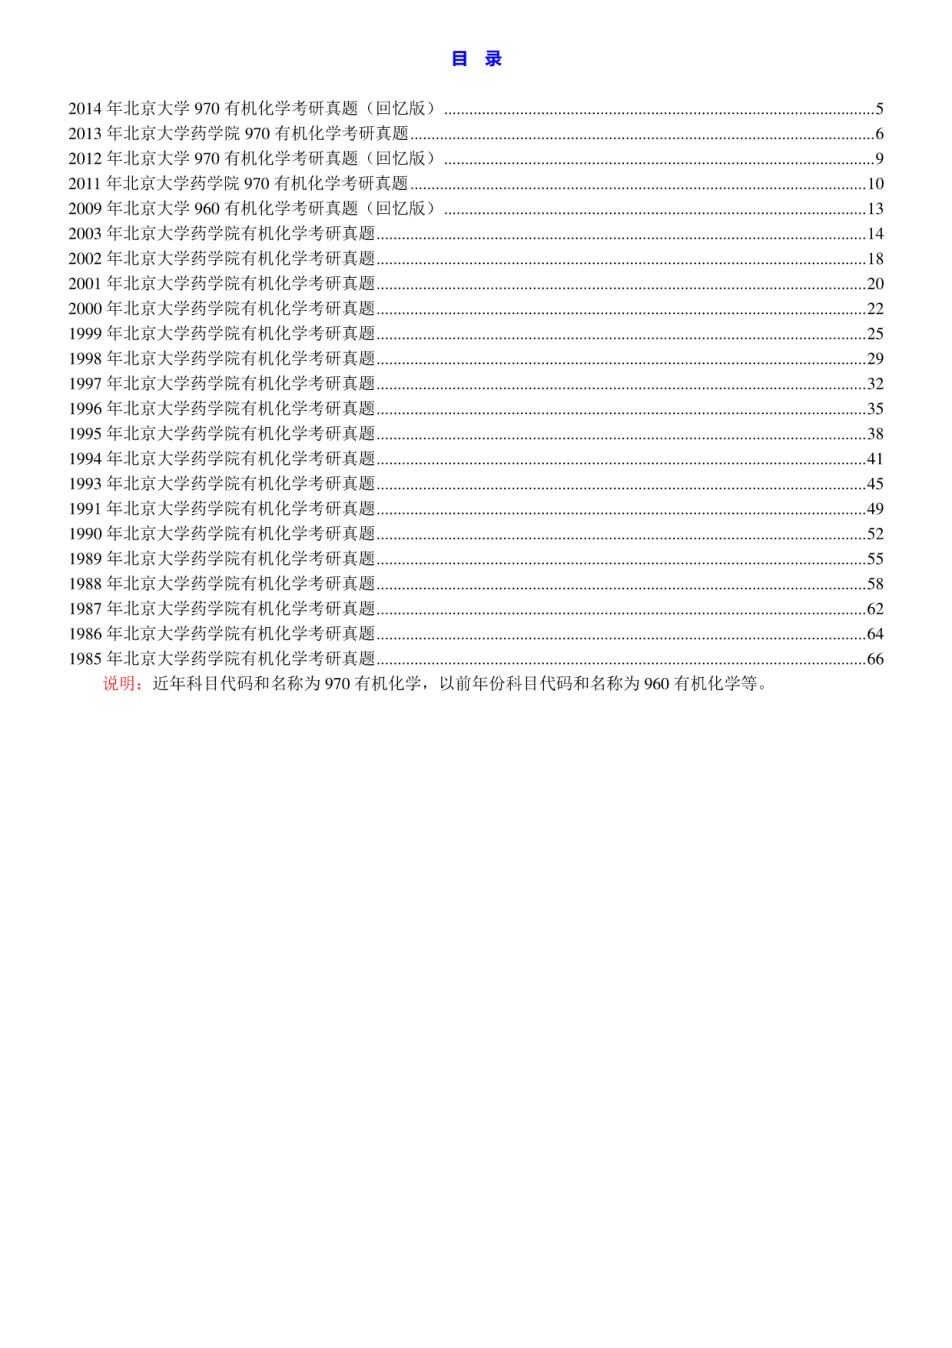 目 录
2014 年北京大学 970 有机化学考研真题（回忆版）..........5
2013 年北京大学药学院 970 有机化学考研真题..........6
2012 年北京大学 970 有机化学考研真题（回忆版）..........9
2011 年北京大学药学院 970 有机化学考研真题..........10
2009 年北京大学 960 有机化学考研真题（回忆版）..........13
2003 年北京大学药学院有机化学考研真题..........14
2002 年北京大学药学院有机化学考研真题..........18
2001 年北京大学药学院有机化学考研真题..........20
2000 年北京大学药学院有机化学考研真题..........22
1999 年北京大学药学院有机化学考研真题..........25
1998 年北京大学药学院有机化学考研真题..........29
1997 年北京大学药学院有机化学考研真题..........32
1996 年北京大学药学院有机化学考研真题..........35
1995 年北京大学药学院有机化学考研真题..........38
1994 年北京大学药学院有机化学考研真题..........41
1993 年北京大学药学院有机化学考研真题..........45
1991 年北京大学药学院有机化学考研真题..........49
1990 年北京大学药学院有机化学考研真题..........52
1989 年北京大学药学院有机化学考研真题..........55
1988 年北京大学药学院有机化学考研真题..........58
1987 年北京大学药学院有机化学考研真题..........62
1986 年北京大学药学院有机化学考研真题..........64
1985 年北京大学药学院有机化学考研真题..........66
说明：近年科目代码和名称为 970 有机化学，以前年份科目代码和名称为 960 有机化学等。